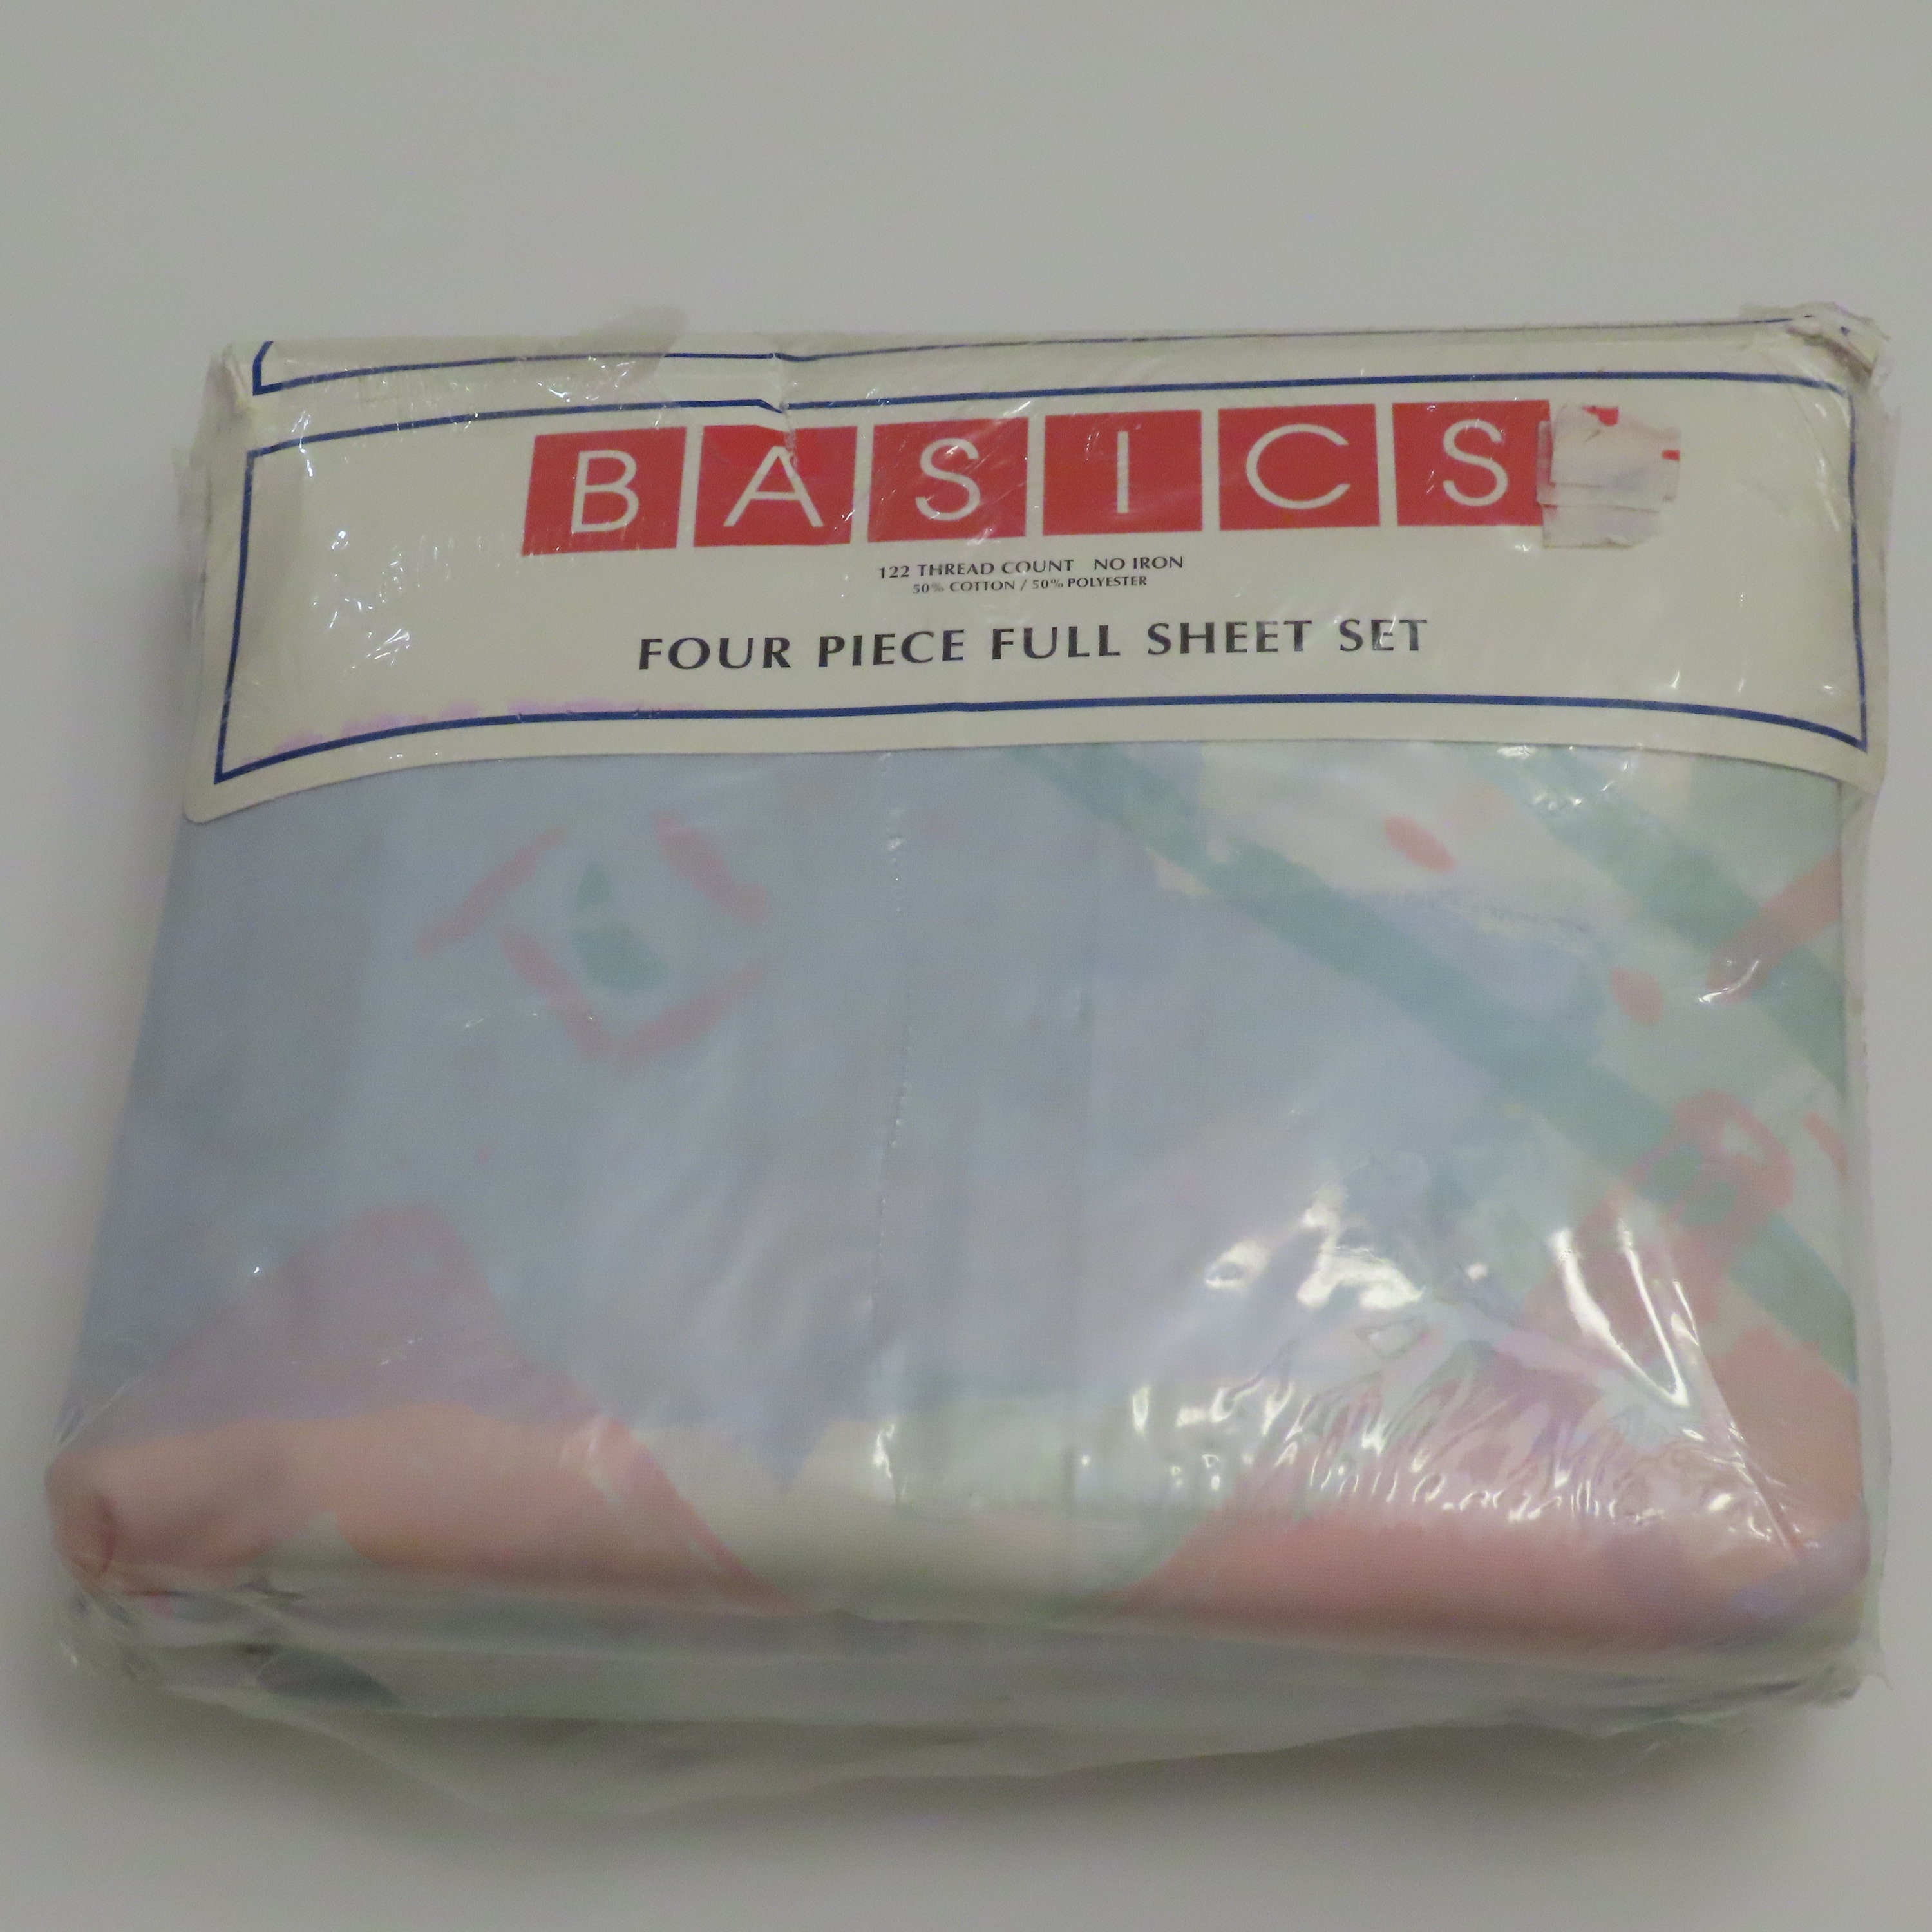 BASICS
122 THREAD COUNT NO IRON
50% COTTON / 50% POLYESTER
FOUR PIECE FULL SHEET SET